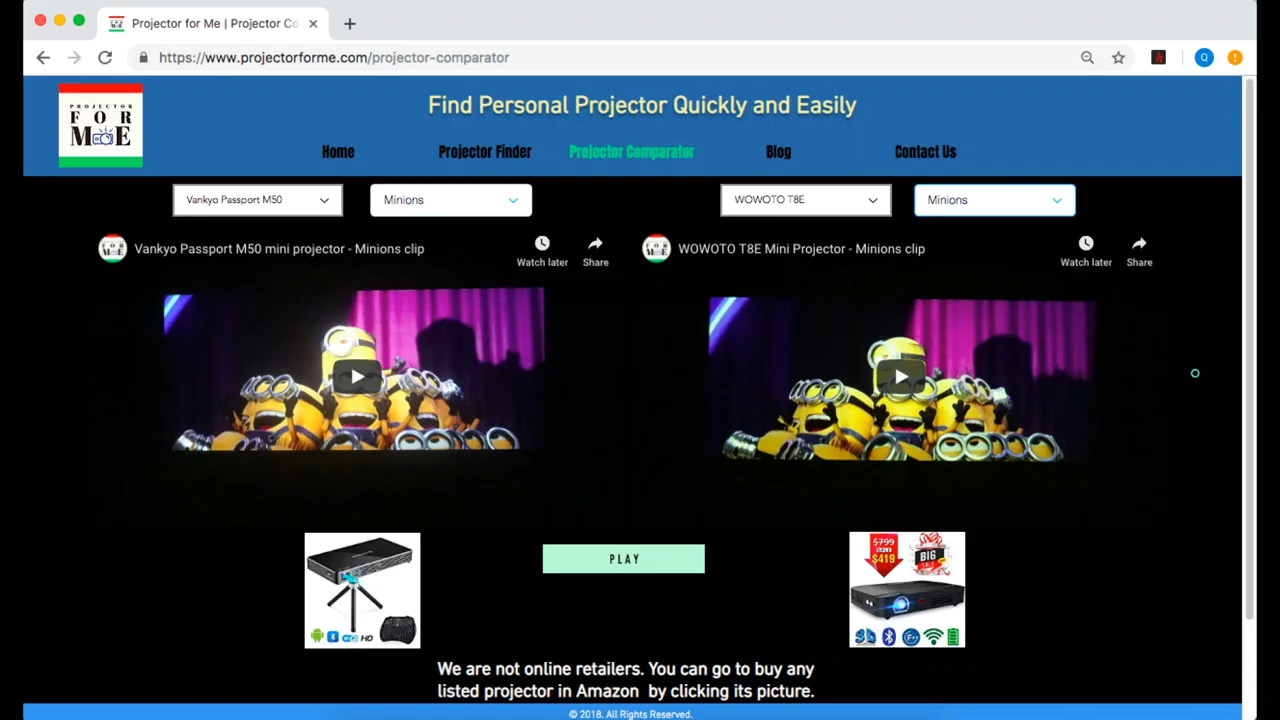 Projector for Me | Projector Co
https://www.projectorforme.com/projector-comparator
Q
PROJECTOR
FOR
ME
Find Personal Projector Quickly and Easily
Home
Projector Finder
Projector Comparator
Blog
Contact Us
Vankyo Passport M50
Minions
WOWOTO T8E
Minions
Vankyo Passport M50 mini projector - Minions clip
Watch later
Share
WOWOTO T8E Mini Projector - Minions clip
Watch later
Share
HD
PLAY
$799
SALE
$419
BIG
SALE
3D
We are not online retailers. You can go to buy any
listed projector in Amazon by clicking its picture.
© 2018. All Rights Reserved.